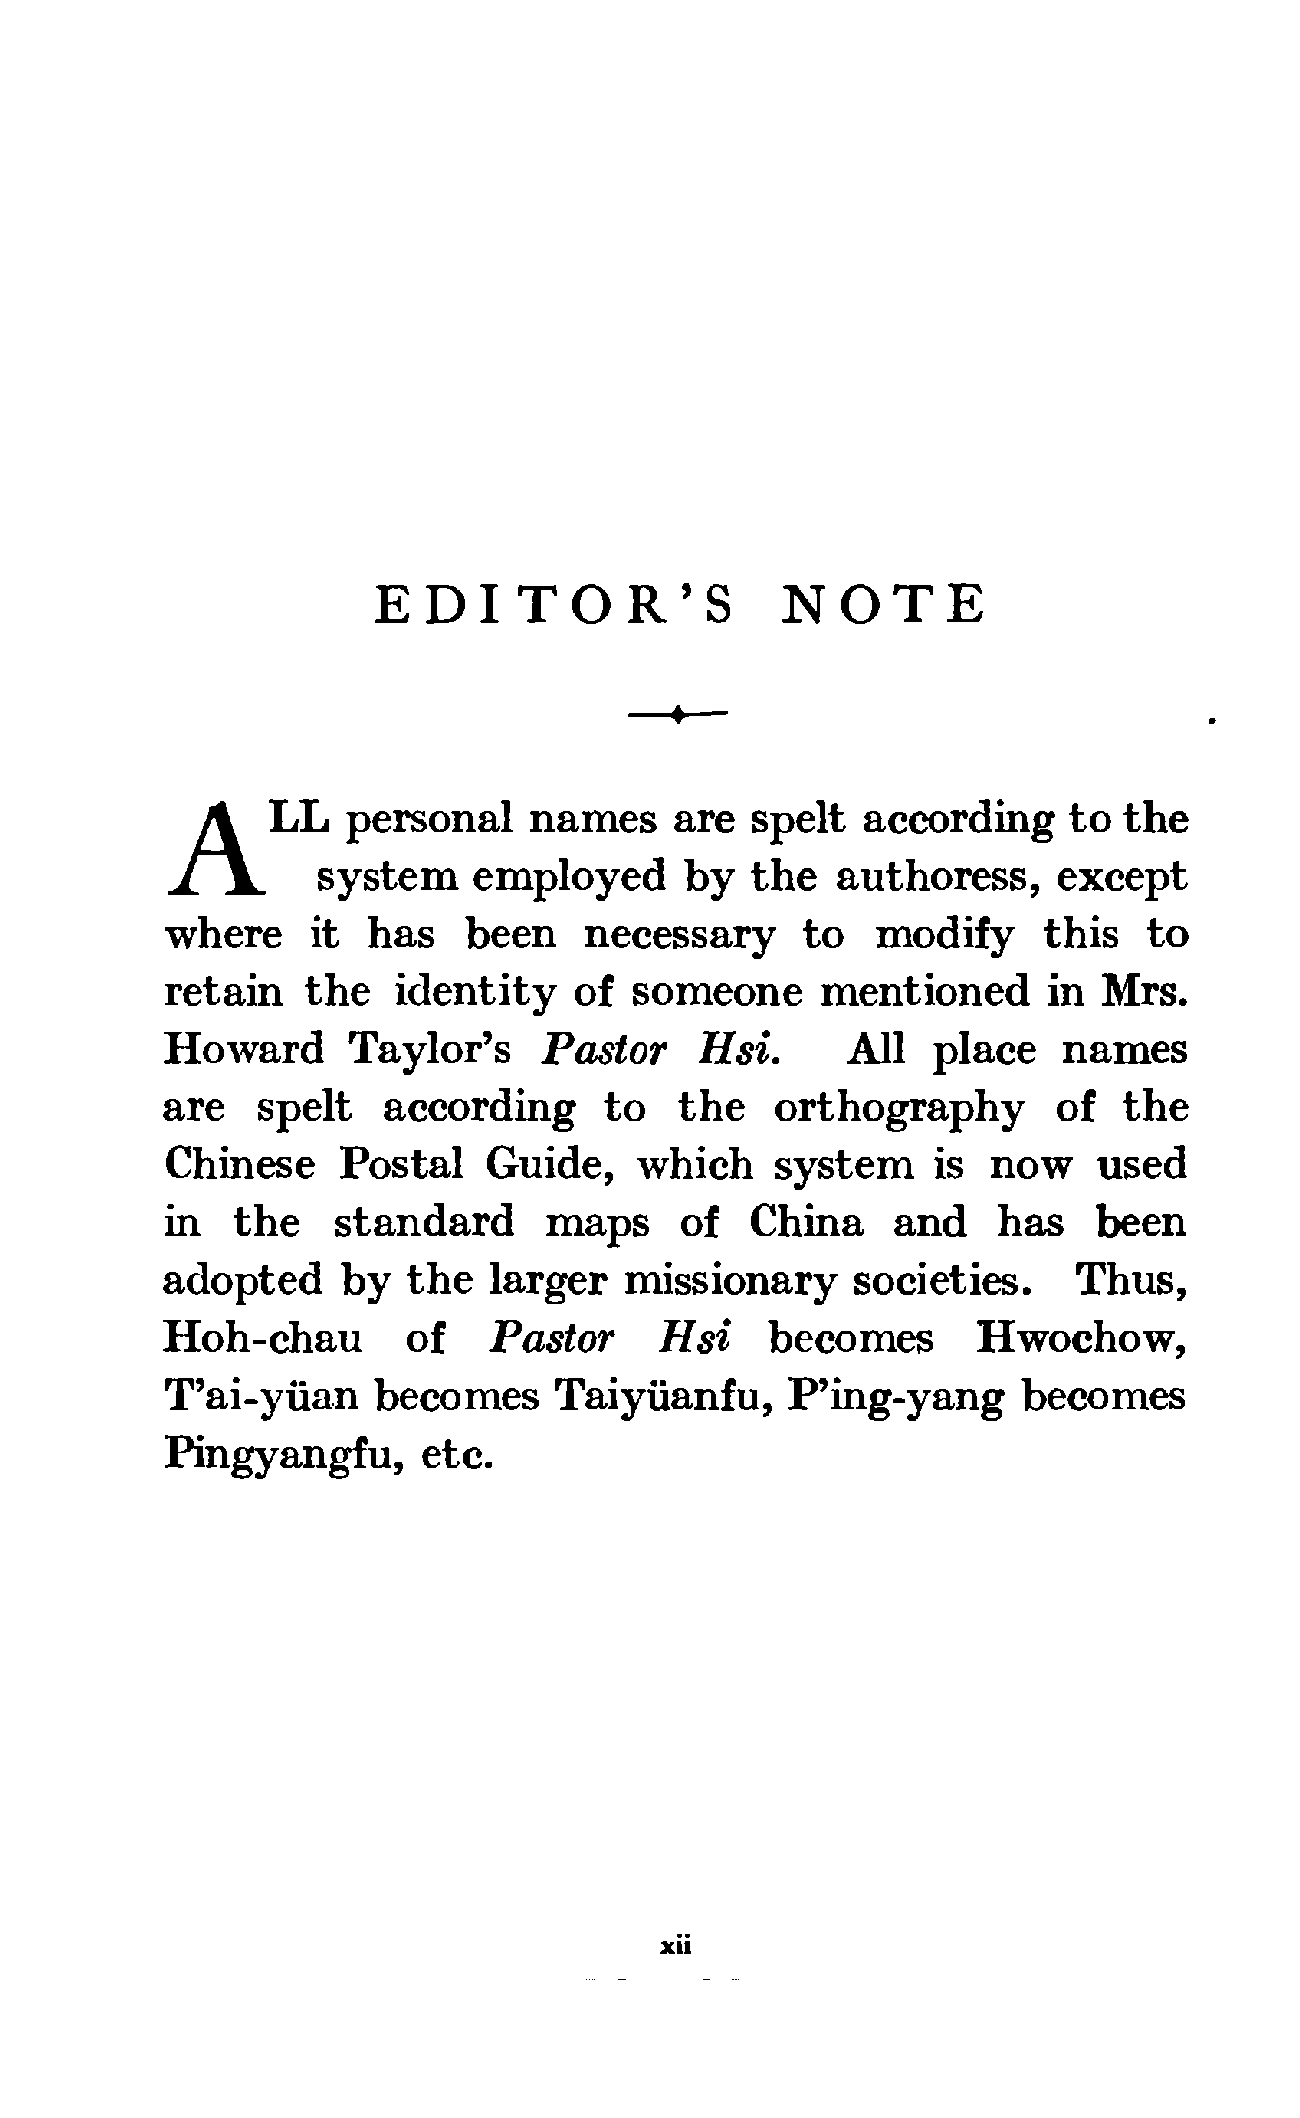 EDITOR'S NOTE
ALL personal names are spelt according to the
system employed by the authoress, except
where it has been necessary to modify this to
retain the identity of someone mentioned in Mrs.
Howard Taylor's Pastor Hsi. All place names
are spelt according to the orthography of the
Chinese Postal Guide, which system is now used
in the standard maps of China and has been
adopted by the larger missionary societies. Thus,
Hoh-chau of Pastor Hsi becomes Hwochow,
T'ai-yüan becomes Taiyüanfu, P'ing-yang becomes
Pingyangfu, etc.
xii